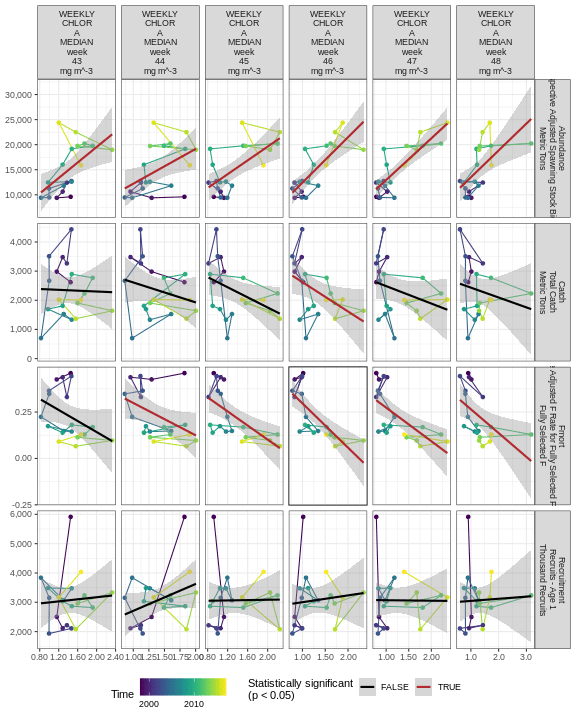 WEEKLY CHLOR A MEDIAN week 43 mg m^-3
WEEKLY CHLOR A MEDIAN week 44 mg m^-3
WEEKLY CHLOR A MEDIAN week 45 mg m^-3
WEEKLY CHLOR A MEDIAN week 46 mg m^-3
WEEKLY CHLOR A MEDIAN week 47 mg m^-3
WEEKLY CHLOR A MEDIAN week 48 mg m^-3
30,000
25,000
20,000
15,000
10,000
Abundance
Adjusted Spawning Stock
Metric Tons
4,000
3,000
2,000
1,000
0
Catch
Total Catch
Metric Tons
0.25
0.00
-0.25
Fmort
Adjusted F Rate for Fully Selected F
Fully Selected F
6,000
5,000
4,000
3,000
2,000
Recruitment
Recruits - Age 1
Thousand Recruits
0.80 1.20 1.60 2.00 2.40
1.25 1.50 1.75 2.00
0.80 1.20 1.60 2.00
1.00 1.50 2.00
1.00 1.50 2.00
1.0 2.0 3.0
Time
2000 2010
Statistically significant
(p < 0.05)
FALSE
TRUE